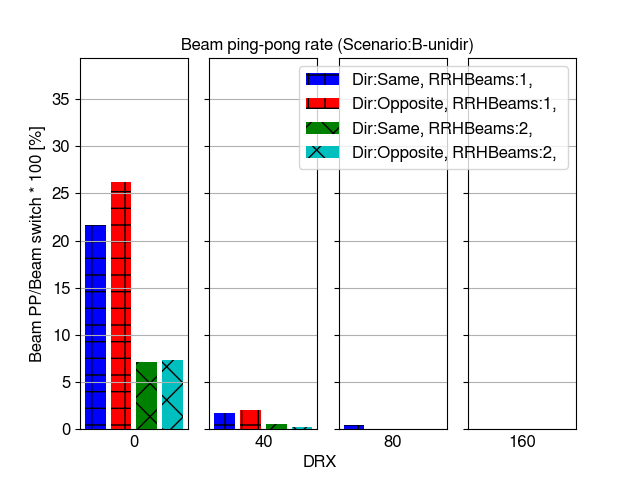 Beam ping-pong rate (Scenario:B-unidir)
Dir:Same, RRHBeams:1,
Dir:Opposite, RRHBeams:1,
Dir:Same, RRHBeams:2,
Dir:Opposite, RRHBeams:2,
Beam PP/Beam switch * 100 [%]
35
30
25
20
15
10
5
0
0
40
80
160
DRX